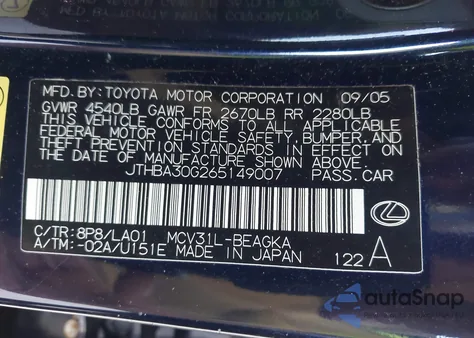 MFD. BY: TOYOTA MOTOR CORPORATION 09/05
GVWR 4540LB GAWR FR 2670LB RR 2280LB
THIS VEHICLE CONFORMS TO ALL APPLICABLE
FEDERAL MOTOR VEHICLE SAFETY, BUMPER, AND
THEFT PREVENTION STANDARDS IN EFFECT ON
THE DATE OF MANUFACTURE SHOWN ABOVE.
JTHBA30G265149007 PASS.CAR
C/TR: 8P8/LA01 MCV31L-BEAGKA
A/TM: -02A/U151E MADE IN JAPAN
122 A
autoSnap